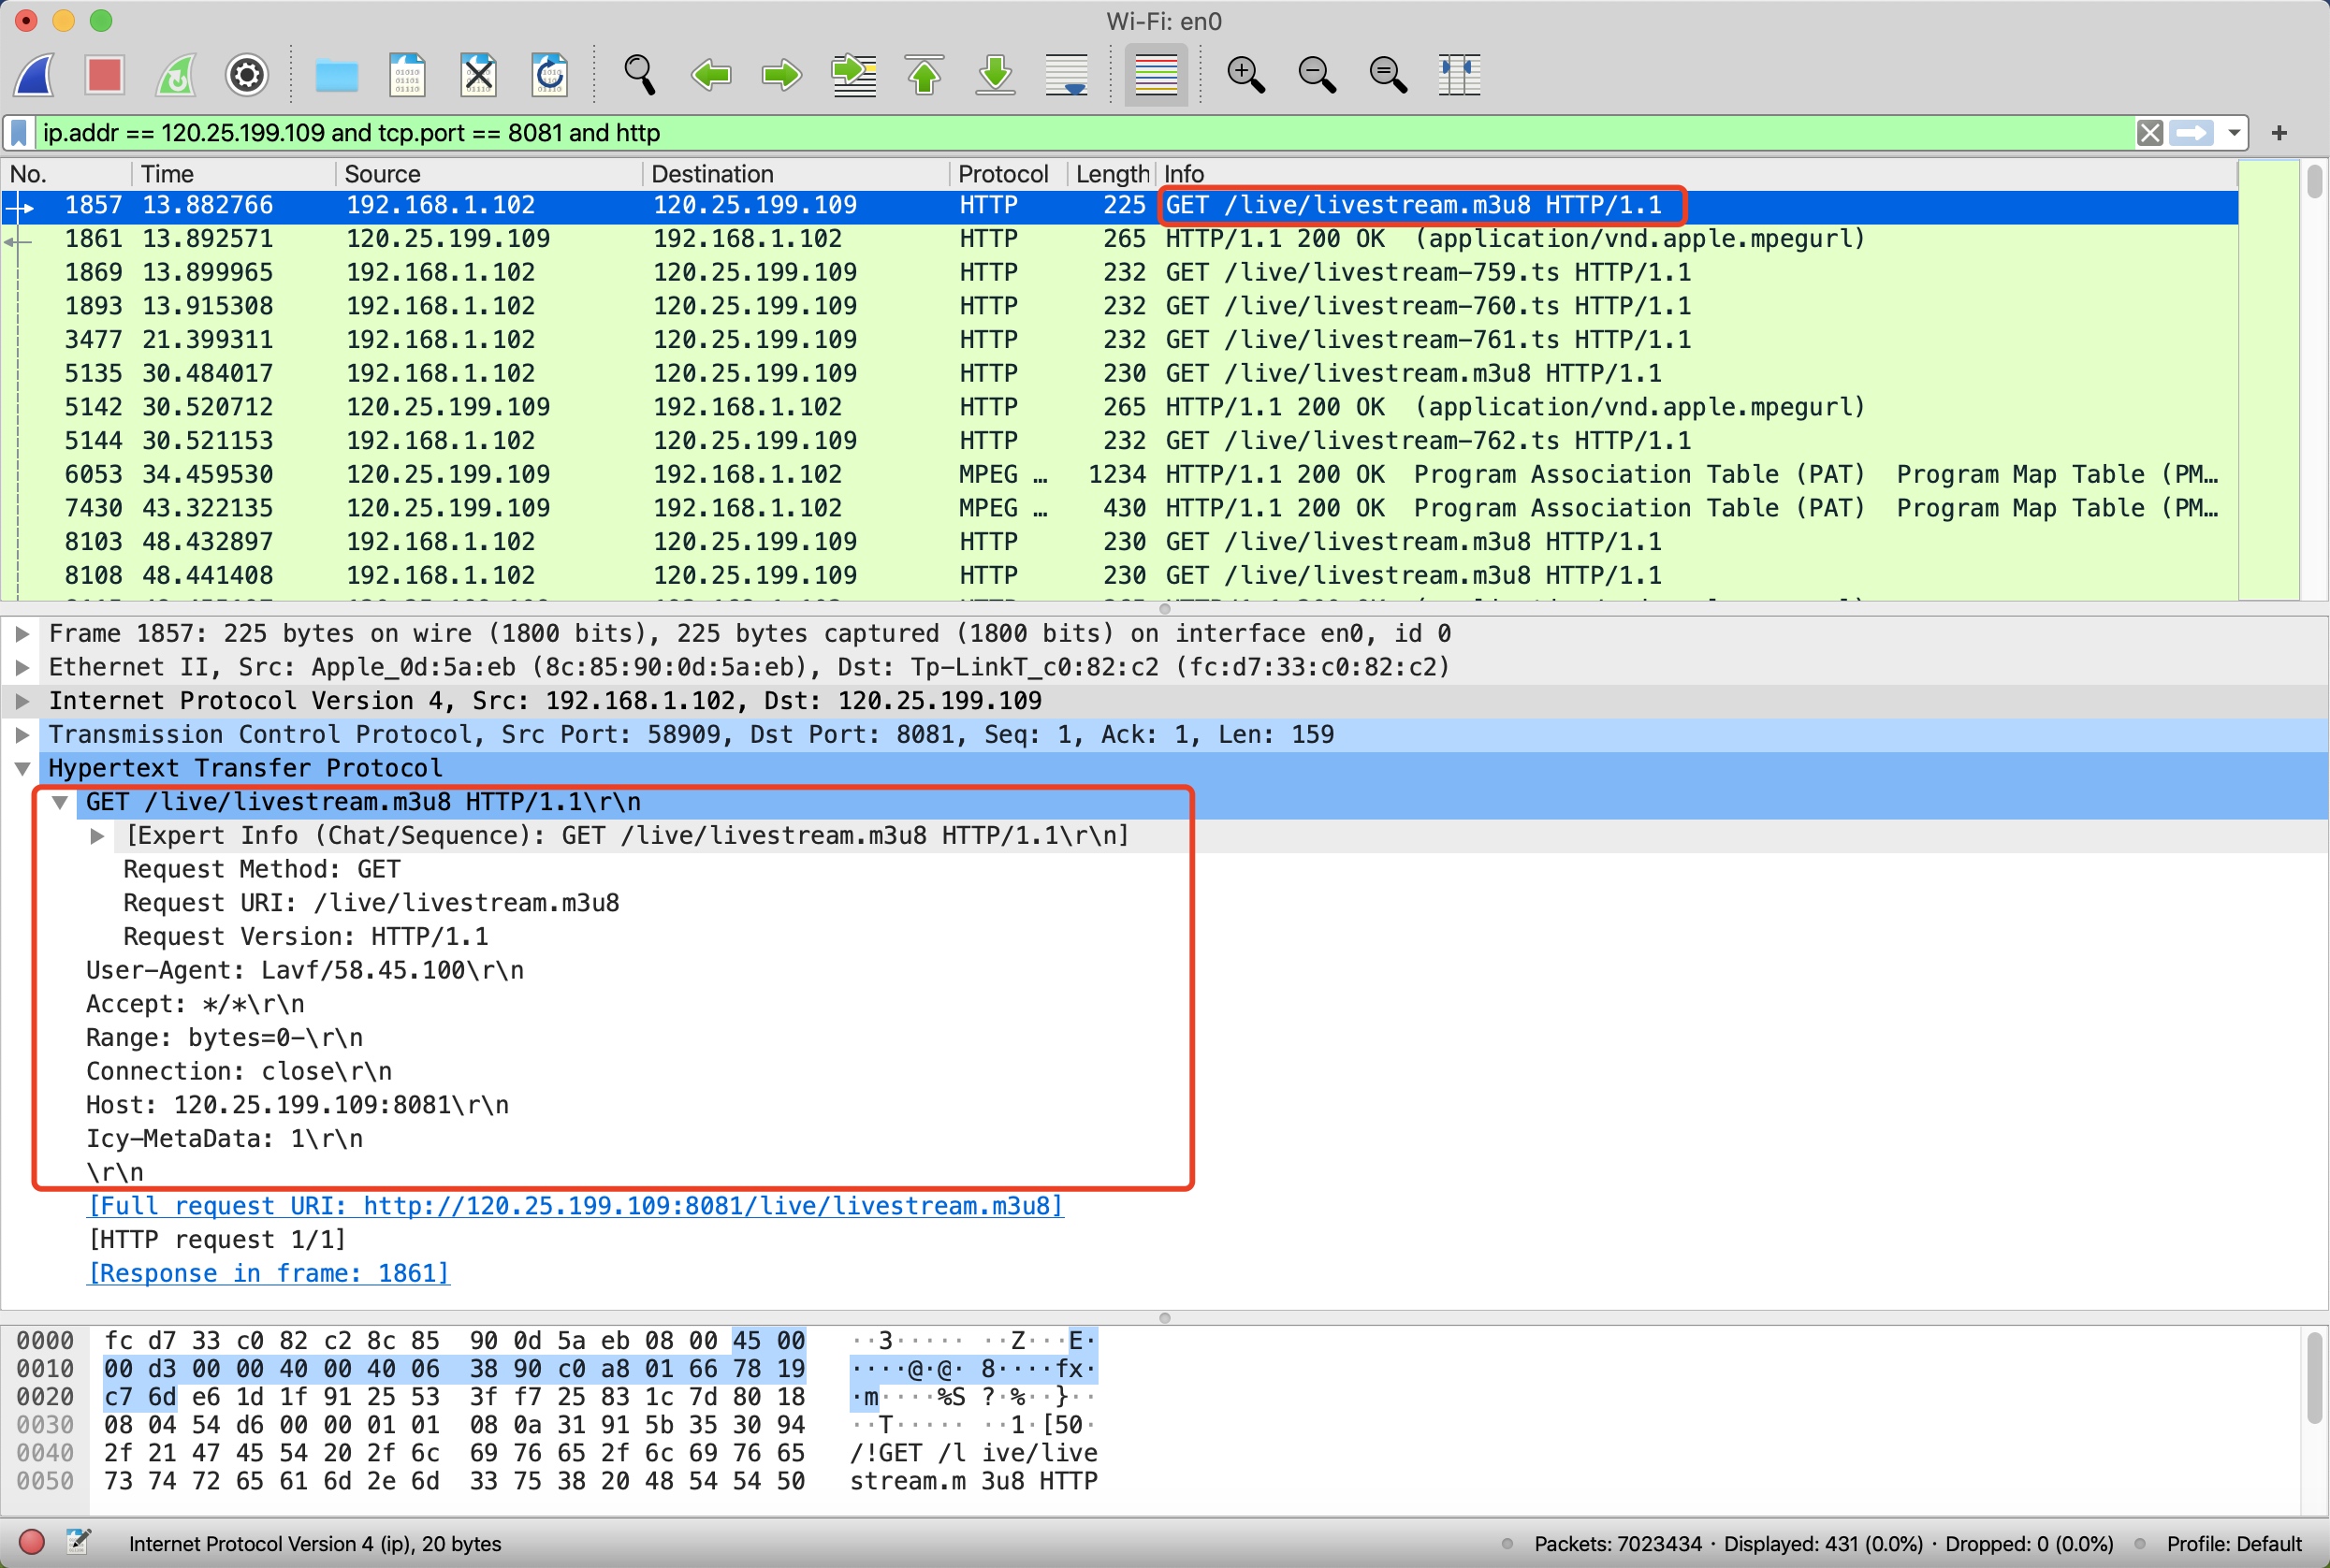 Wi-Fi: en0
ip.addr == 120.25.199.109 and tcp.port == 8081 and http
No. Time Source Destination Protocol Length Info
1857 13.882766 192.168.1.102 120.25.199.109 HTTP 225 GET /live/livestream.m3u8 HTTP/1.1
1861 13.892571 120.25.199.109 192.168.1.102 HTTP 265 HTTP/1.1 200 OK (application/vnd.apple.mpegurl)
1869 13.899965 192.168.1.102 120.25.199.109 HTTP 232 GET /live/livestream-759.ts HTTP/1.1
1893 13.915308 192.168.1.102 120.25.199.109 HTTP 232 GET /live/livestream-760.ts HTTP/1.1
3477 21.399311 192.168.1.102 120.25.199.109 HTTP 232 GET /live/livestream-761.ts HTTP/1.1
5135 30.484017 192.168.1.102 120.25.199.109 HTTP 230 GET /live/livestream.m3u8 HTTP/1.1
5142 30.520712 120.25.199.109 192.168.1.102 HTTP 265 HTTP/1.1 200 OK (application/vnd.apple.mpegurl)
5144 30.521153 192.168.1.102 120.25.199.109 HTTP 232 GET /live/livestream-762.ts HTTP/1.1
6053 34.459530 120.25.199.109 192.168.1.102 MPEG … 1234 HTTP/1.1 200 OK Program Association Table (PAT) Program Map Table (PM…
7430 43.322135 120.25.199.109 192.168.1.102 MPEG … 430 HTTP/1.1 200 OK Program Association Table (PAT) Program Map Table (PM…
8103 48.432897 192.168.1.102 120.25.199.109 HTTP 230 GET /live/livestream.m3u8 HTTP/1.1
8108 48.441408 192.168.1.102 120.25.199.109 HTTP 230 GET /live/livestream.m3u8 HTTP/1.1
Frame 1857: 225 bytes on wire (1800 bits), 225 bytes captured (1800 bits) on interface en0, id 0
Ethernet II, Src: Apple_0d:5a:eb (8c:85:90:0d:5a:eb), Dst: Tp-LinkT_c0:82:c2 (fc:d7:33:c0:82:c2)
Internet Protocol Version 4, Src: 192.168.1.102, Dst: 120.25.199.109
Transmission Control Protocol, Src Port: 58909, Dst Port: 8081, Seq: 1, Ack: 1, Len: 159
Hypertext Transfer Protocol
GET /live/livestream.m3u8 HTTP/1.1\r\n
[Expert Info (Chat/Sequence): GET /live/livestream.m3u8 HTTP/1.1\r\n]
Request Method: GET
Request URI: /live/livestream.m3u8
Request Version: HTTP/1.1
User-Agent: Lavf/58.45.100\r\n
Accept: */*\r\n
Range: bytes=0-\r\n
Connection: close\r\n
Host: 120.25.199.109:8081\r\n
Icy-MetaData: 1\r\n
\r\n
[Full request URI: http://120.25.199.109:8081/live/livestream.m3u8]
[HTTP request 1/1]
[Response in frame: 1861]
0000 fc d7 33 c0 82 c2 8c 85 90 0d 5a eb 08 00 45 00 ··3····· ··Z···E·
0010 00 d3 00 00 40 00 40 06 38 90 c0 a8 01 66 78 19 ····@·@· 8····fx·
0020 c7 6d e6 1d 1f 91 25 53 3f f7 25 83 1c 7d 80 18 ·m····%S ?·%··}··
0030 08 04 54 d6 00 00 01 01 08 0a 31 91 5b 35 30 94 ··T····· ··1·[50·
0040 2f 21 47 45 54 20 2f 6c 69 76 65 2f 6c 69 76 65 /!GET /l ive/live
0050 73 74 72 65 61 6d 2e 6d 33 75 38 20 48 54 54 50 stream.m 3u8 HTTP
Internet Protocol Version 4 (ip), 20 bytes
Packets: 7023434 · Displayed: 431 (0.0%) · Dropped: 0 (0.0%)
Profile: Default